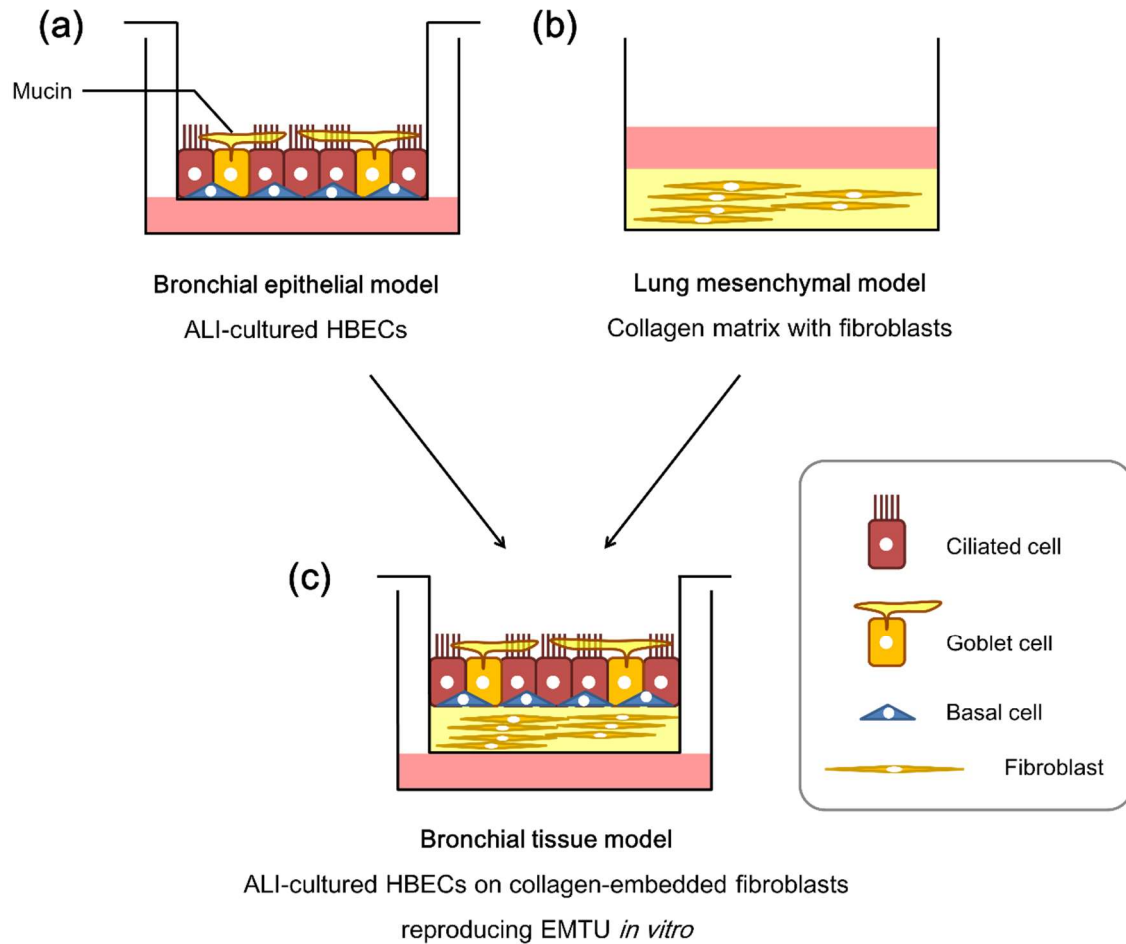 (a)
Mucin
Bronchial epithelial model
ALI-cultured HBECs
(b)
Lung mesenchymal model
Collagen matrix with fibroblasts
(c)
Bronchial tissue model
ALI-cultured HBECs on collagen-embedded fibroblasts
reproducing EMTU in vitro
Ciliated cell
Goblet cell
Basal cell
Fibroblast